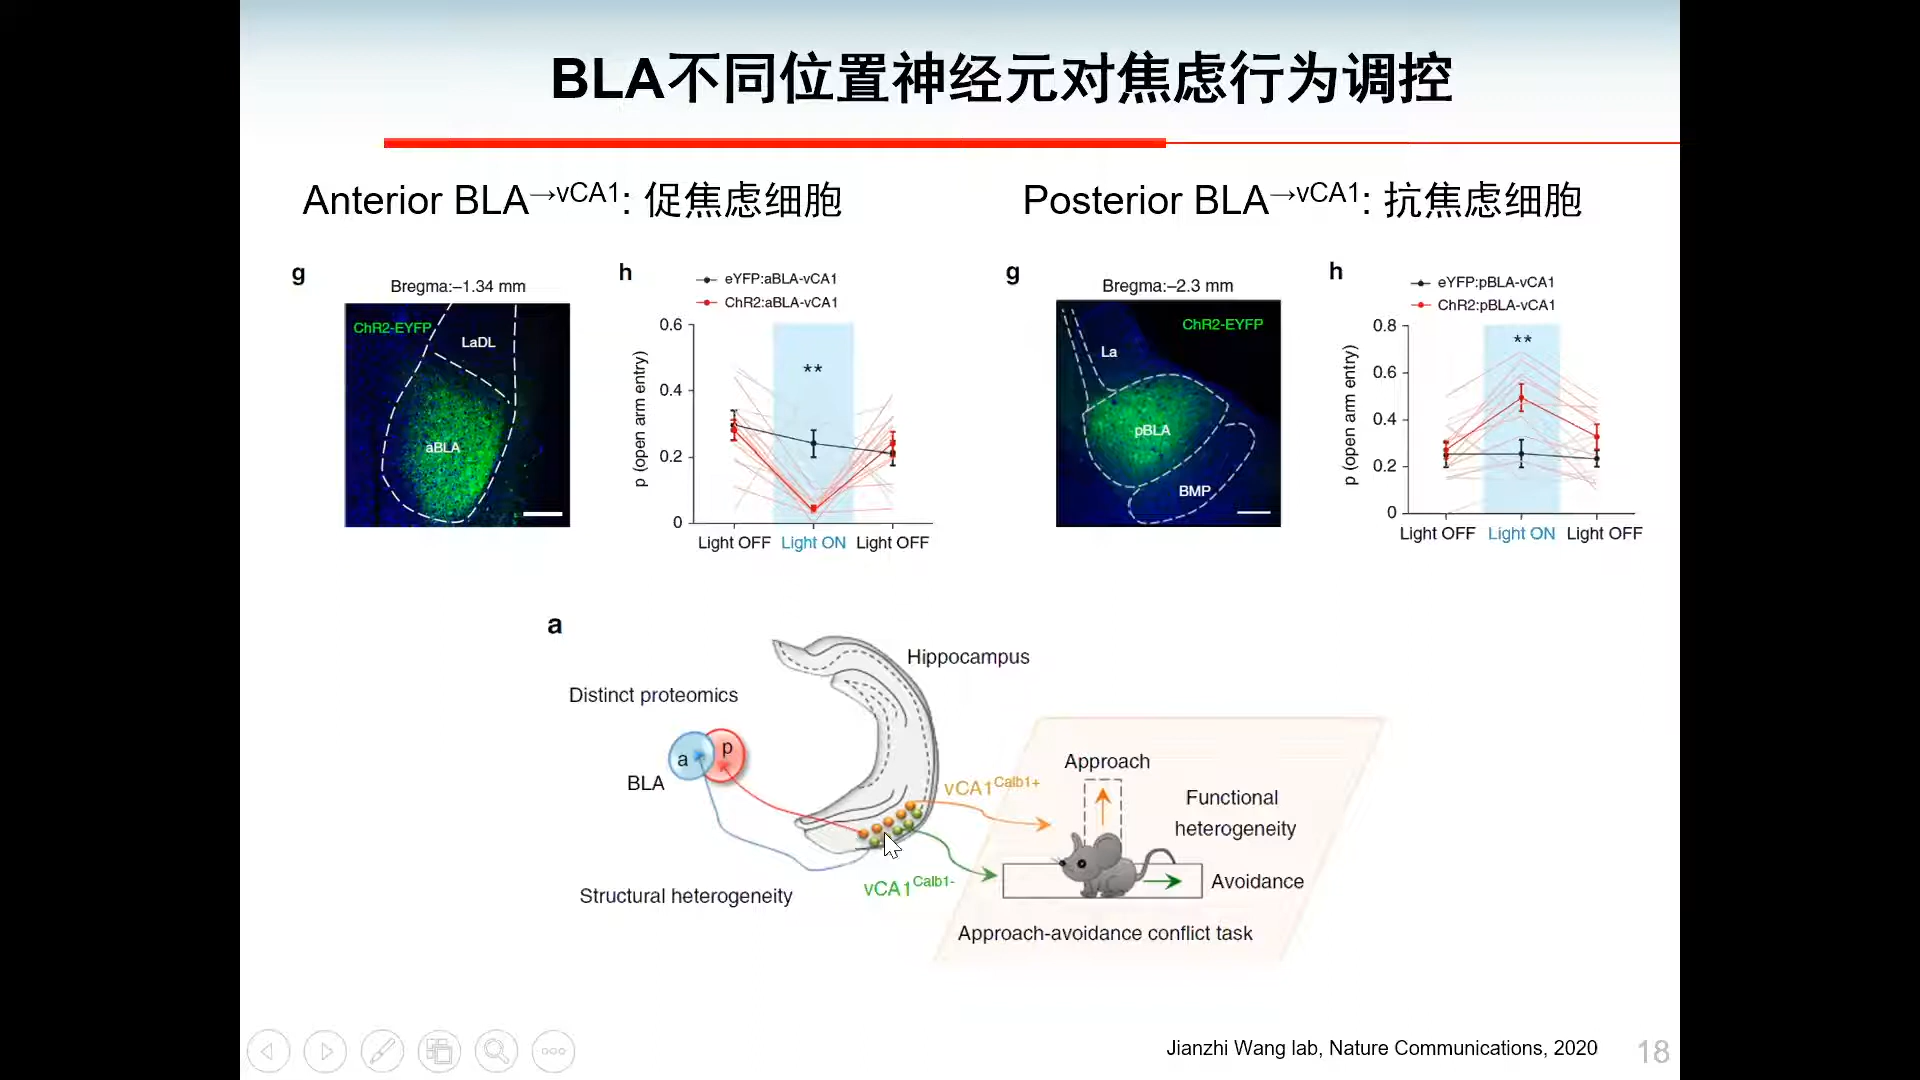 BLA不同位置神经元对焦虑行为调控
Anterior BLA→vCA1: 促焦虑细胞
Posterior BLA→vCA1: 抗焦虑细胞
g
Bregma:–1.34 mm
ChR2-EYFP
LaDL
aBLA
h
eYFP:aBLA-vCA1
ChR2:aBLA-vCA1
p (open arm entry)
0.6
0.4
0.2
0
**
Light OFF Light ON Light OFF
g
Bregma:–2.3 mm
ChR2-EYFP
La
pBLA
BMP
h
eYFP:pBLA-vCA1
ChR2:pBLA-vCA1
p (open arm entry)
0.8
0.6
0.4
0.2
0
**
Light OFF Light ON Light OFF
a
Hippocampus
Distinct proteomics
a
p
BLA
vCA1Calb1+
Approach
Functional
heterogeneity
vCA1Calb1-
Avoidance
Structural heterogeneity
Approach-avoidance conflict task
Jianzhi Wang lab, Nature Communications, 2020
18